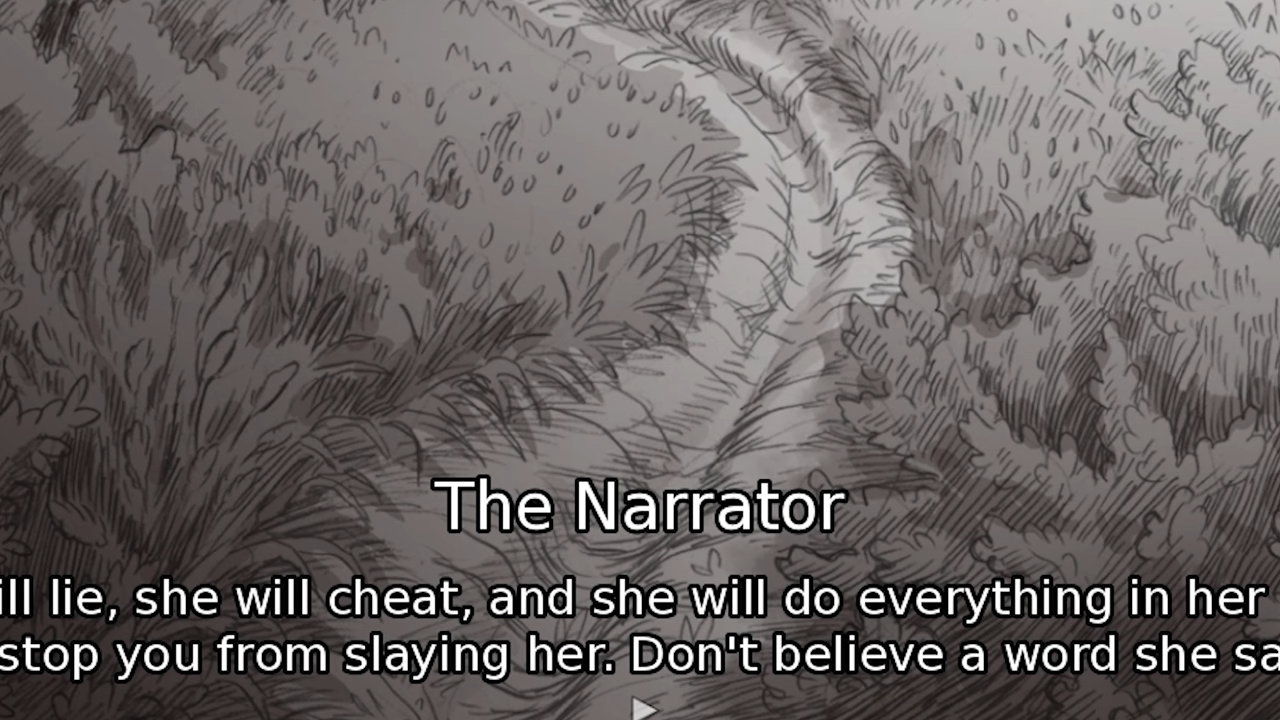 The Narrator
ill lie, she will cheat, and she will do everything in her
stop you from slaying her. Don't believe a word she sa